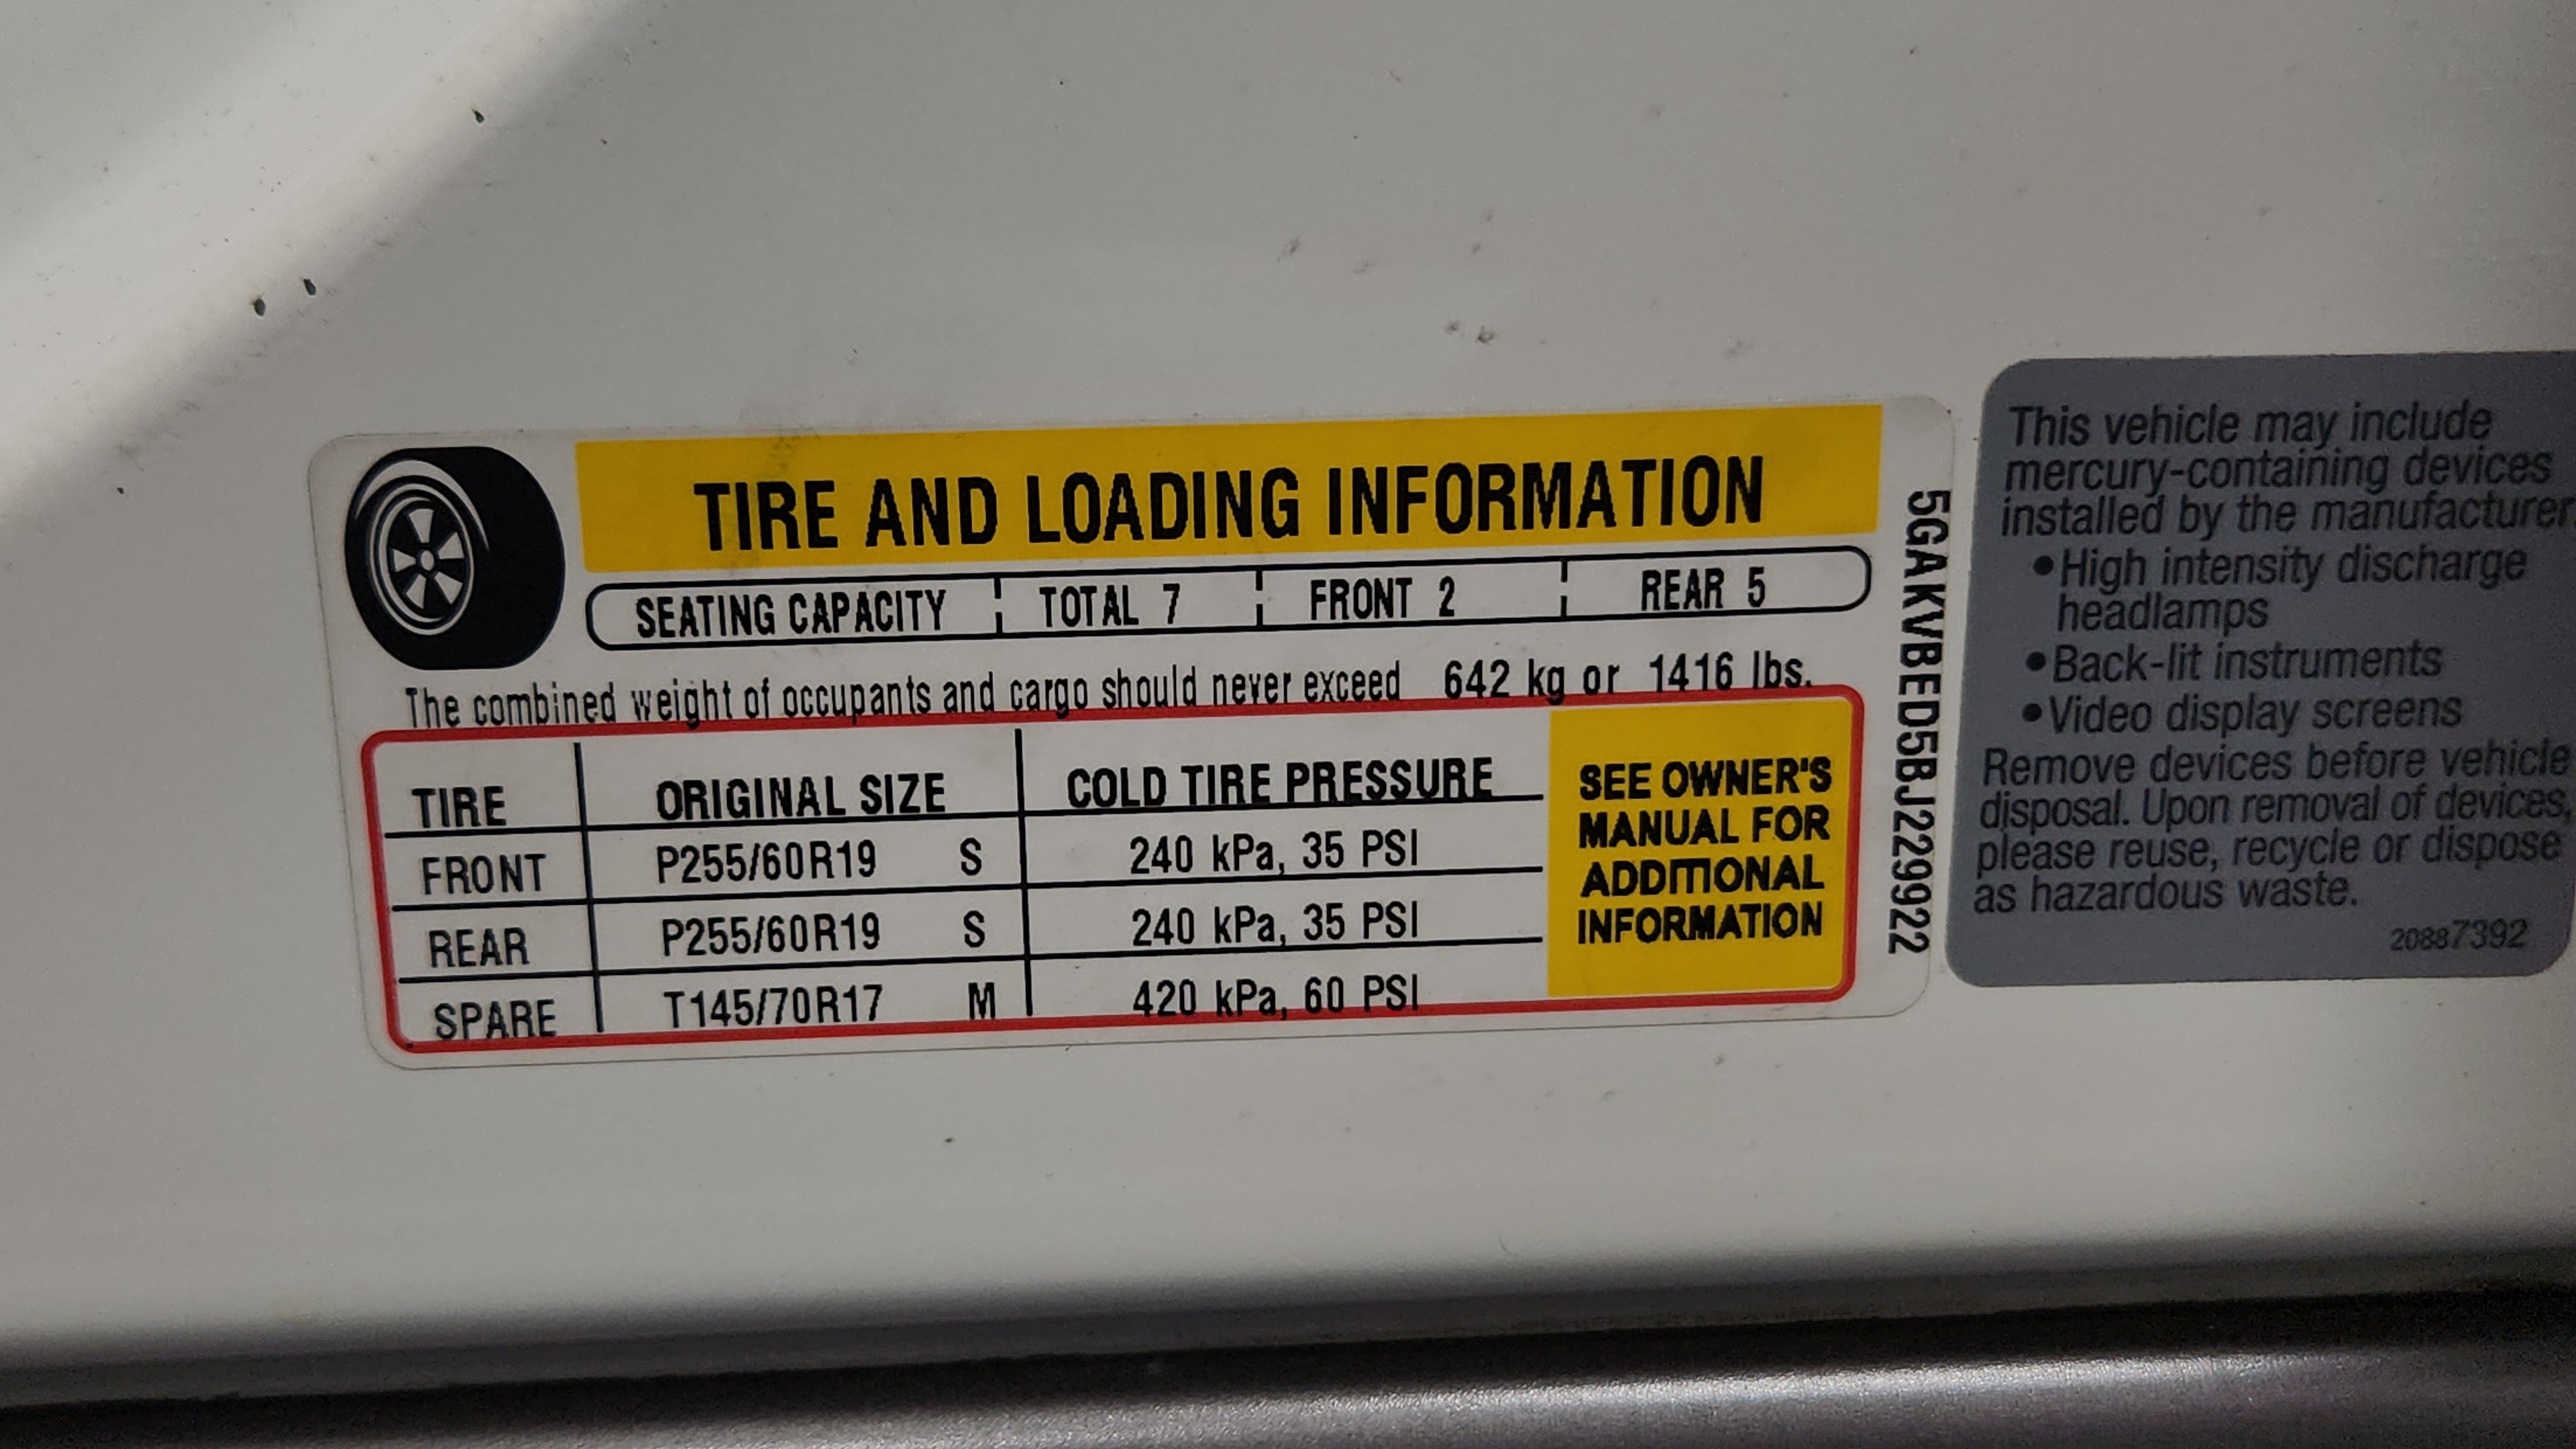 TIRE AND LOADING INFORMATION
SEATING CAPACITY TOTAL 7 FRONT 2 REAR 5
The combined weight of occupants and cargo should never exceed 642 kg or 1416 lbs.
TIRE ORIGINAL SIZE COLD TIRE PRESSURE
FRONT P255/60R19 S 240 kPa, 35 PSI
REAR P255/60R19 S 240 kPa, 35 PSI
SPARE T145/70R17 M 420 kPa, 60 PSI
SEE OWNER'S
MANUAL FOR
ADDITIONAL
INFORMATION
5GAKVBED5BJ229922
This vehicle may include
mercury-containing devices
installed by the manufacturer
•High intensity discharge
headlamps
•Back-lit instruments
•Video display screens
Remove devices before vehicle
disposal. Upon removal of devices,
please reuse, recycle or dispose
as hazardous waste.
20887392